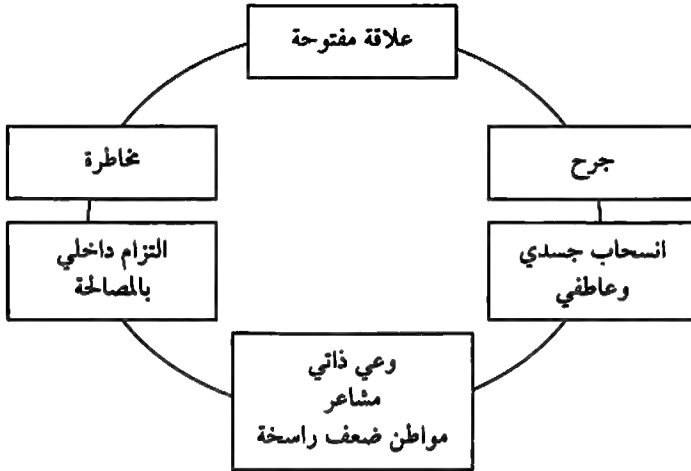 علاقة مفتوحة
جرح
مخاطرة
انسحاب جسدي
وعاطفي
التزام داخلي
بالمصالحة
وعي ذاتي
مشاعر
مواطن ضعف راسخة